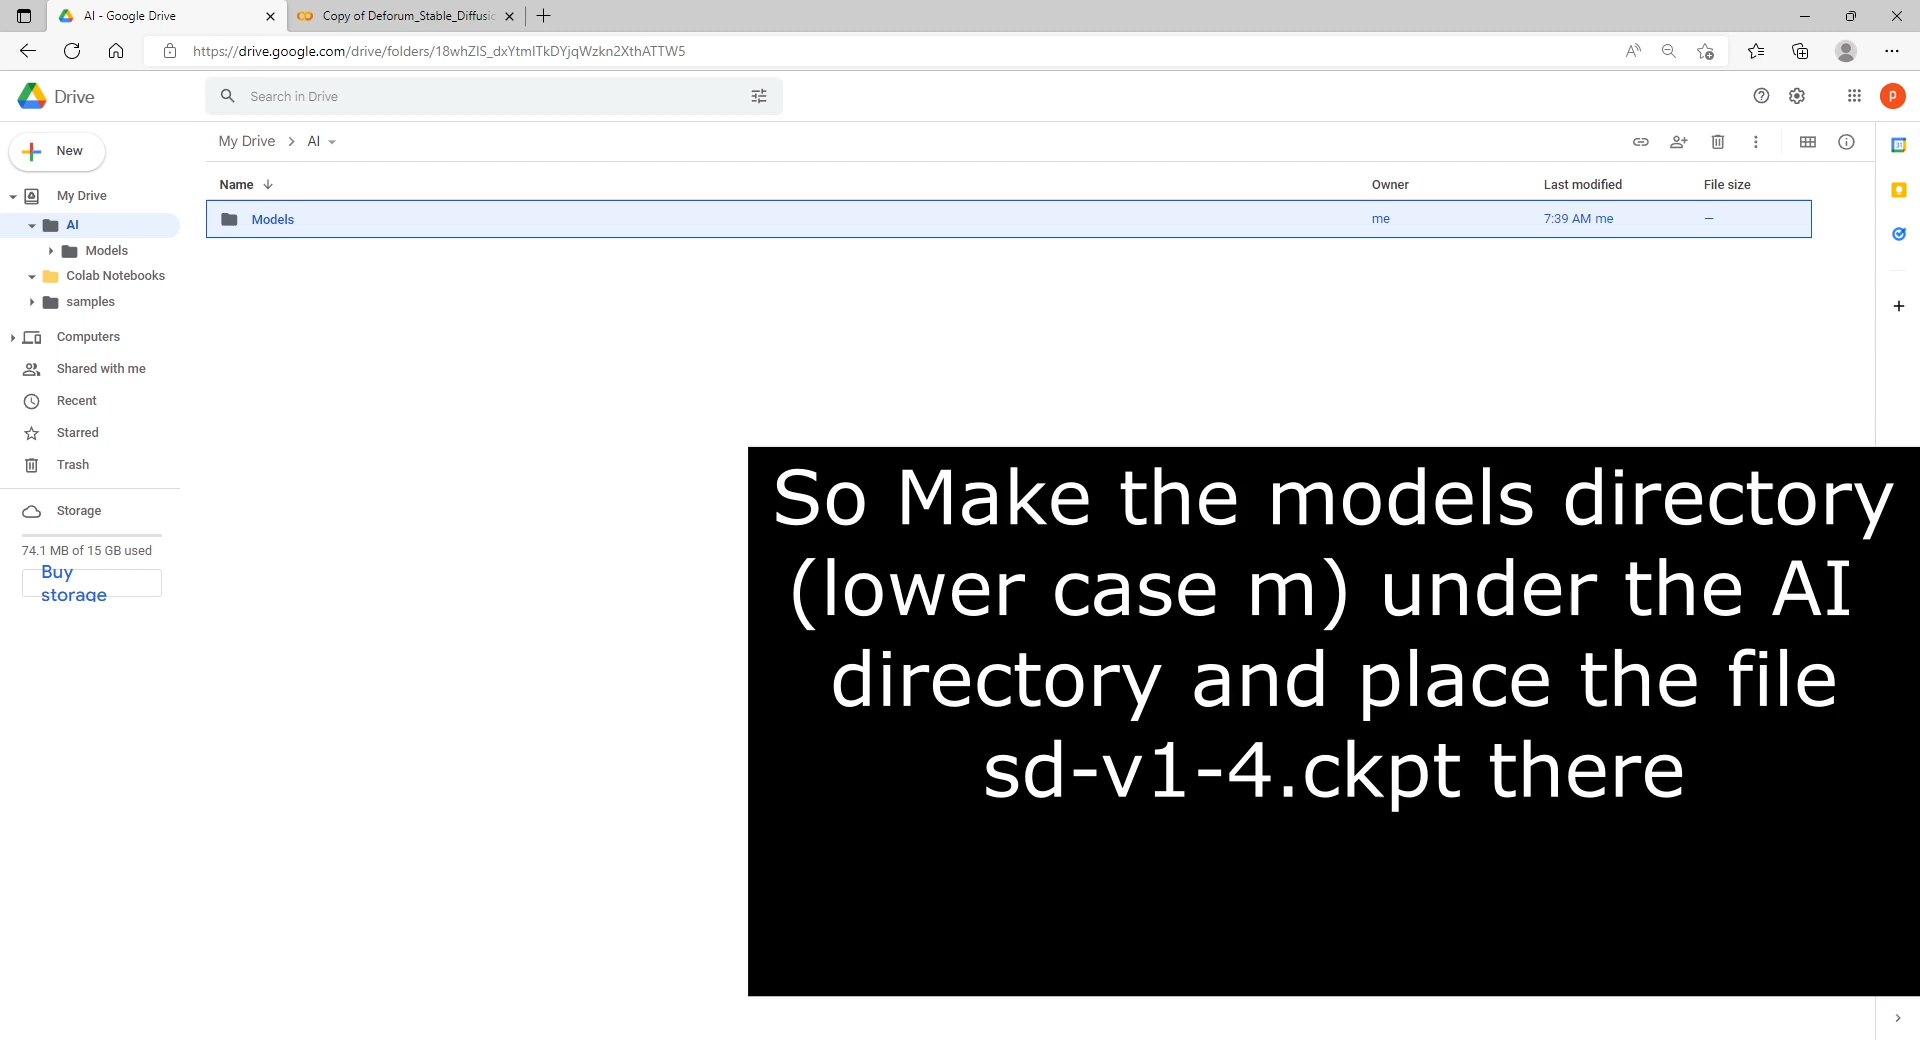 AI - Google Drive
Copy of Deforum_Stable_Diffusic
https://drive.google.com/drive/folders/18whZIS_dxYtmITkDYjqWzkn2XthATTW5
Drive
Search in Drive
P
New
My Drive > AI
Name
Owner
Last modified
File size
Models
me
7:39 AM me
–
My Drive
AI
Models
Colab Notebooks
samples
Computers
Shared with me
Recent
Starred
Trash
Storage
74.1 MB of 15 GB used
Buy
storage
So Make the models directory
(lower case m) under the AI
directory and place the file
sd-v1-4.ckpt there